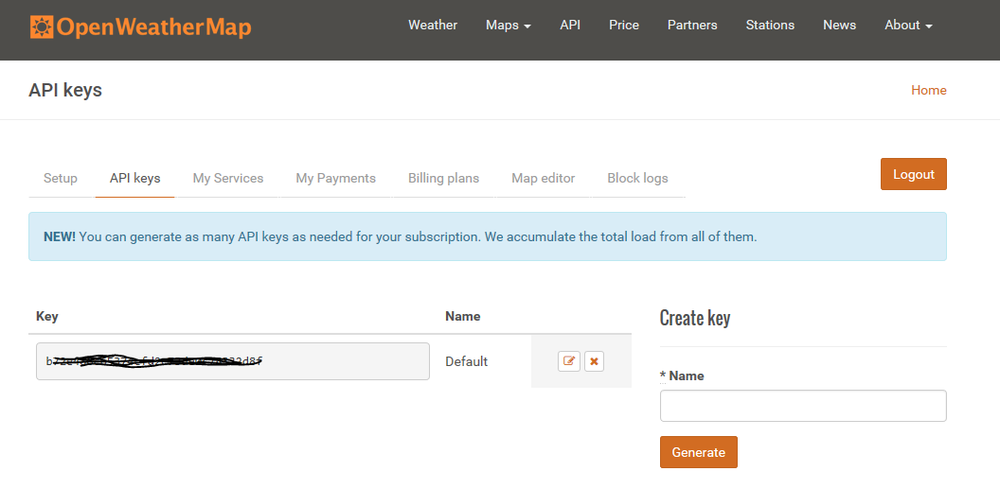 OpenWeatherMap
Weather Maps API Price Partners Stations News About
API keys
Home
Setup API keys My Services My Payments Billing plans Map editor Block logs
Logout
NEW! You can generate as many API keys as needed for your subscription. We accumulate the total load from all of them.
Key Name
Default
Create key
* Name
Generate